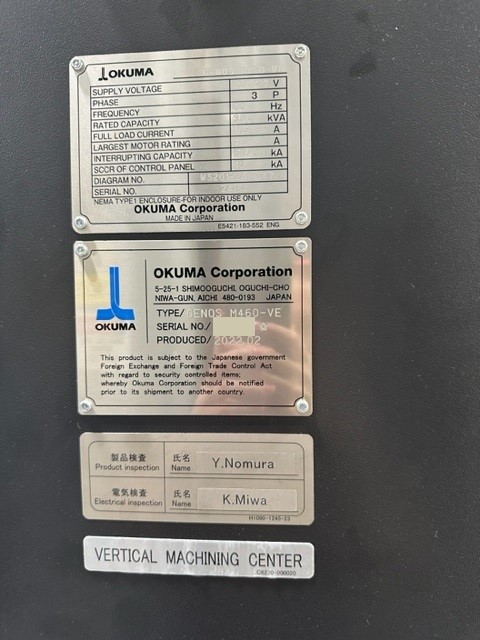 OKUMA
SUPPLY VOLTAGE V
PHASE 3 P
FREQUENCY Hz
RATED CAPACITY kVA
FULL LOAD CURRENT A
LARGEST MOTOR RATING A
INTERRUPTING CAPACITY kA
SCCR OF CONTROL PANEL kA
DIAGRAM NO.
SERIAL NO.
NEMA TYPE1 ENCLOSURE-FOR INDOOR USE ONLY
OKUMA Corporation
MADE IN JAPAN
E5421-183-552 ENG
OKUMA
OKUMA Corporation
5-25-1 SHIMOOGUCHI, OGUCHI-CHO
NIWA-GUN, AICHI 480-0193 JAPAN
TYPE/GENOS M460-VE
SERIAL NO./
PRODUCED/2022.02
This product is subject to the Japanese government
Foreign Exchange and Foreign Trade Control Act
with regard to security controlled items;
whereby Okuma Corporation should be notified
prior to its shipment to another country.
製品検査 氏名 Y.Nomura
Product inspection Name
電気検査 氏名 K.Miwa
Electrical inspection Name
VERTICAL MACHINING CENTER